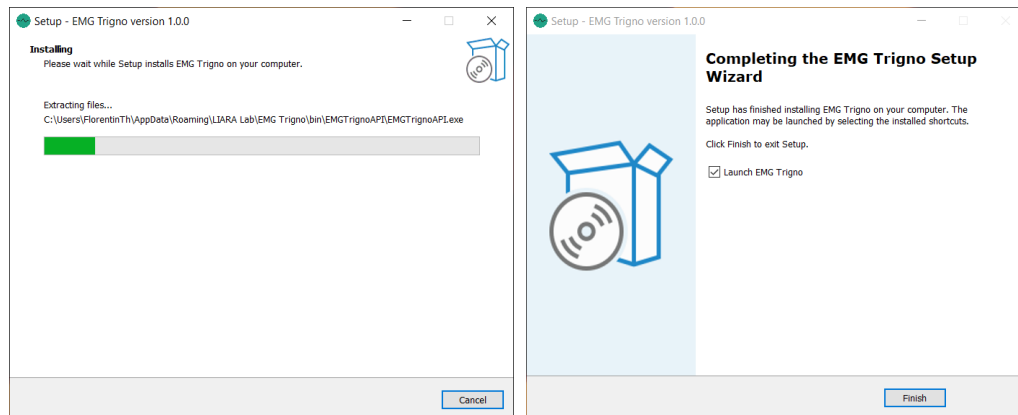 Setup - EMG Trigno version 1.0.0
Installing
Please wait while Setup installs EMG Trigno on your computer.
Extracting files...
C:\Users\FlorentinTh\AppData\Roaming\LIARA Lab\EMG Trigno\bin\EMGTrignoAPI\EMGTrignoAPI.exe
Cancel
Setup - EMG Trigno version 1.0.0
Completing the EMG Trigno Setup
Wizard
Setup has finished installing EMG Trigno on your computer. The
application may be launched by selecting the installed shortcuts.
Click Finish to exit Setup.
Launch EMG Trigno
Finish